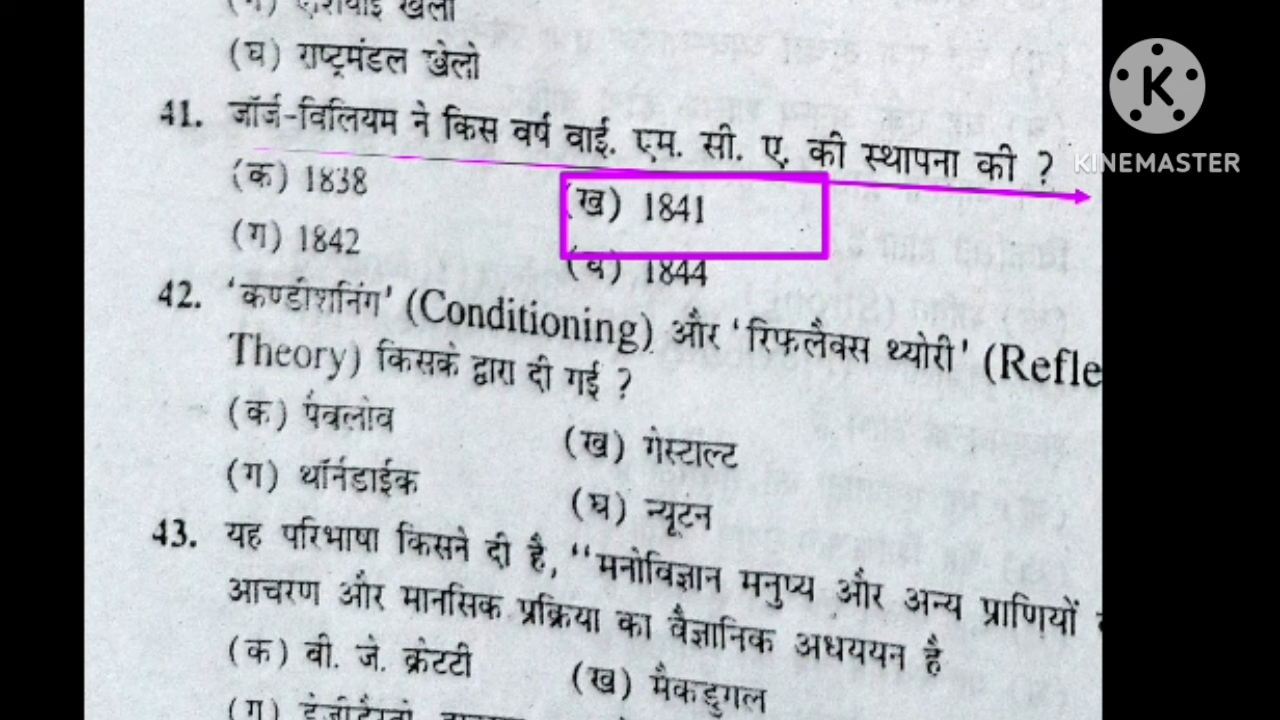 (घ) राष्ट्रमंडल खेलो
41. जॉर्ज-विलियम ने किस वर्ष वाई. एम. सी. ए. की स्थापना की ?
(क) 1838 (ख) 1841
(ग) 1842 (घ) 1844
42. 'कण्डीशनिंग' (Conditioning) और 'रिफलैक्स थ्योरी' (Refle
Theory) किसके द्वारा दी गई ?
(क) पैवलोव (ख) गेस्टाल्ट
(ग) थॉर्नडाईक (घ) न्यूटन
43. यह परिभाषा किसने दी है, "मनोविज्ञान मनुष्य और अन्य प्राणियों
आचरण और मानसिक प्रक्रिया का वैज्ञानिक अधययन है
(क) बी. जे. क्रेटटी (ख) मैकडुगल
K
KINEMASTER